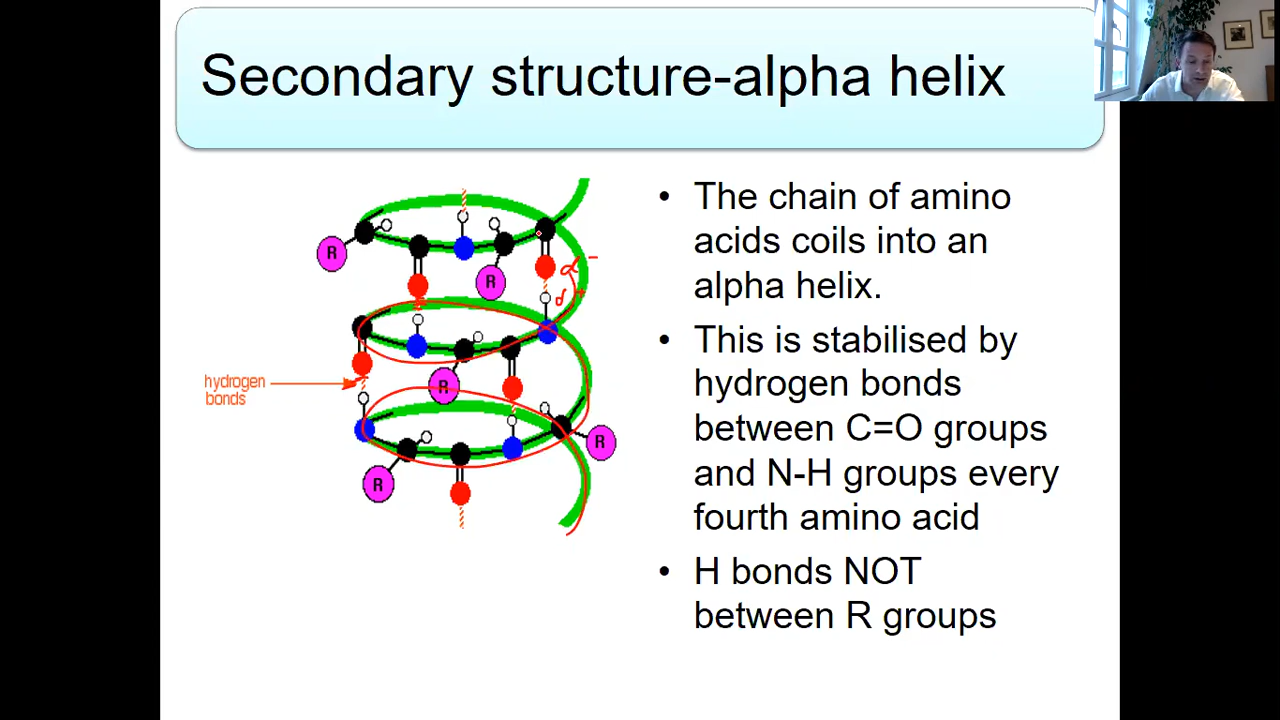 Secondary structure-alpha helix
R
R
δ -
δ +
R
hydrogen
bonds
R
R
• The chain of amino
acids coils into an
alpha helix.
• This is stabilised by
hydrogen bonds
between C=O groups
and N-H groups every
fourth amino acid
• H bonds NOT
between R groups